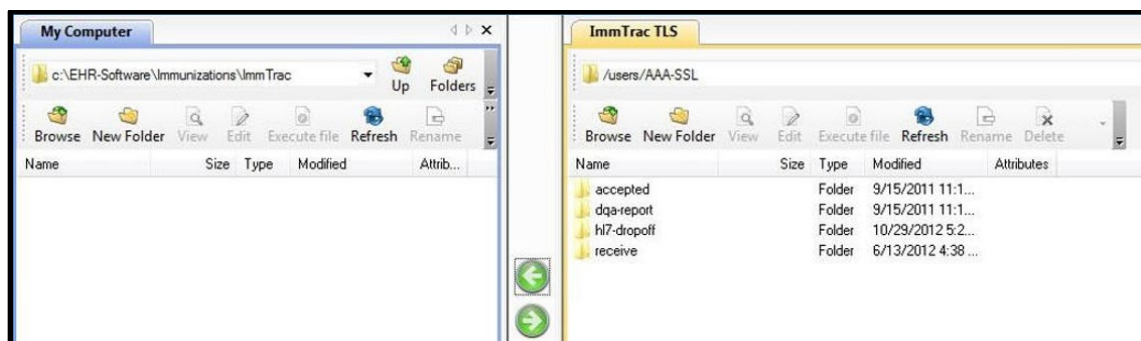 My Computer
c:\EHR-Software\Immunizations\ImmTrac
Up Folders
Browse New Folder View Edit Execute file Refresh Rename
Name Size Type Modified Attrib...
ImmTrac TLS
/users/AAA-SSL
Browse New Folder View Edit Execute file Refresh Rename Delete
Name Size Type Modified Attributes
accepted Folder 9/15/2011 11:1...
dqa-report Folder 9/15/2011 11:1...
hl7-dropoff Folder 10/29/2012 5:2...
receive Folder 6/13/2012 4:38 ...